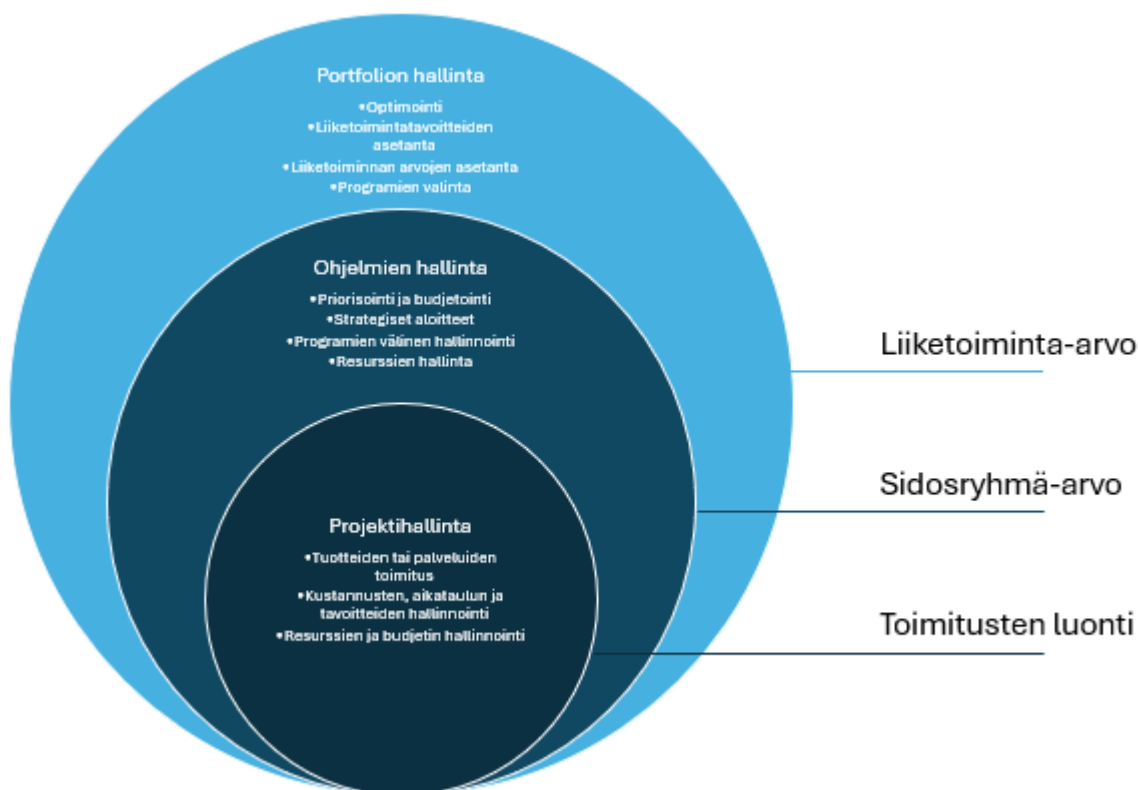 Portfolion hallinta
•Optimointi
•Liiketoimintatavoitteiden
asetanta
•Liiketoiminnan arvojen asetanta
•Programien valinta
Ohjelmien hallinta
•Priorisointi ja budjetointi
•Strategiset aloitteet
•Programien välinen hallinnointi
•Resurssien hallinta
Projektihallinta
•Tuotteiden tai palveluiden
toimitus
•Kustannusten, aikataulun ja
tavoitteiden hallinnointi
•Resurssien ja budjetin hallinnointi
Liiketoiminta-arvo
Sidosryhmä-arvo
Toimitusten luonti